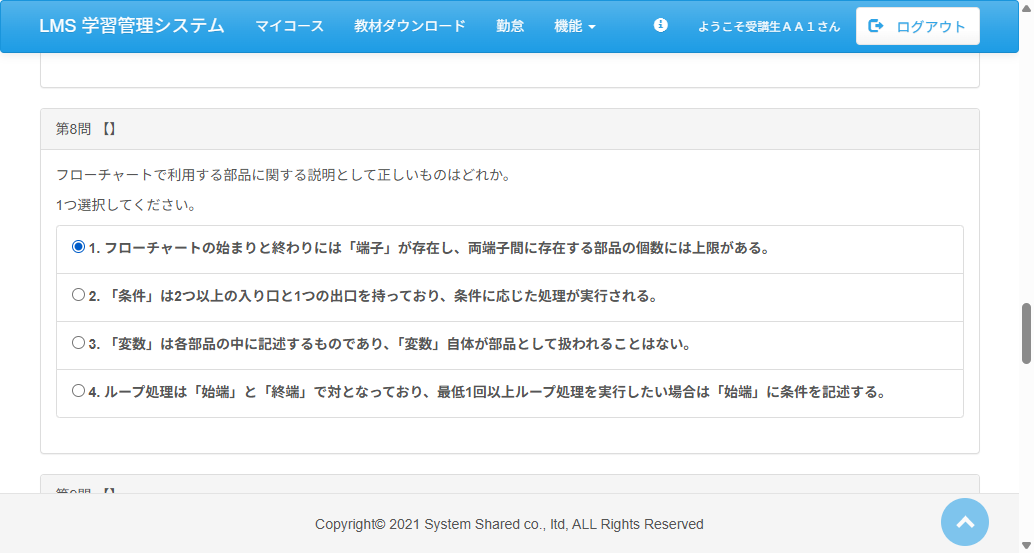 LMS 学習管理システム マイコース 教材ダウンロード 勤怠 機能 ようこそ受講生ＡＡ１さん ログアウト
第8問 【】
フローチャートで利用する部品に関する説明として正しいものはどれか。
1つ選択してください。
1. フローチャートの始まりと終わりには「端子」が存在し、両端子間に存在する部品の個数には上限がある。
2. 「条件」は2つ以上の入り口と1つの出口を持っており、条件に応じた処理が実行される。
3. 「変数」は各部品の中に記述するものであり、「変数」自体が部品として扱われることはない。
4. ループ処理は「始端」と「終端」で対となっており、最低1回以上ループ処理を実行したい場合は「始端」に条件を記述する。
第9問 【】
Copyright© 2021 System Shared co., ltd, ALL Rights Reserved